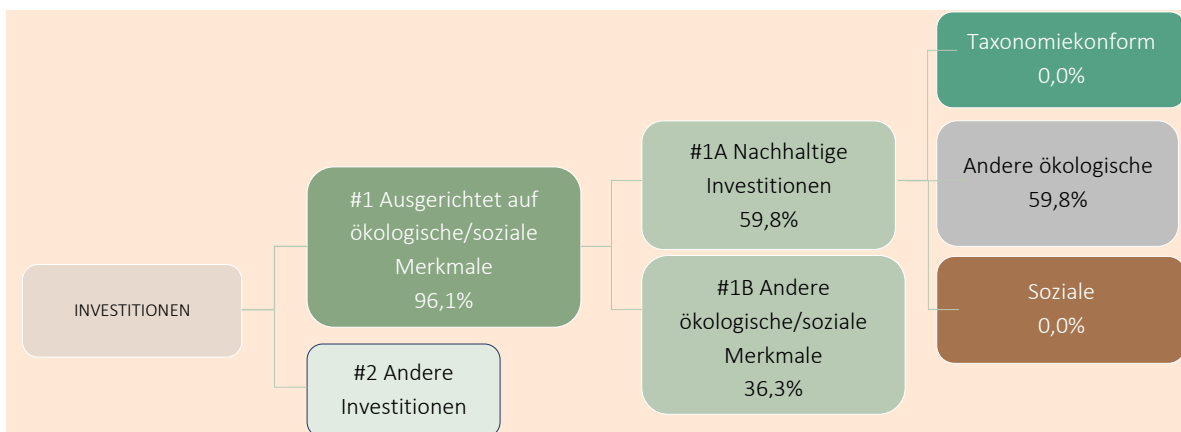 INVESTITIONEN
#1 Ausgerichtet auf
ökologische/soziale
Merkmale
96,1%
#2 Andere
Investitionen
#1A Nachhaltige
Investitionen
59,8%
#1B Andere
ökologische/soziale
Merkmale
36,3%
Taxonomiekonform
0,0%
Andere ökologische
59,8%
Soziale
0,0%